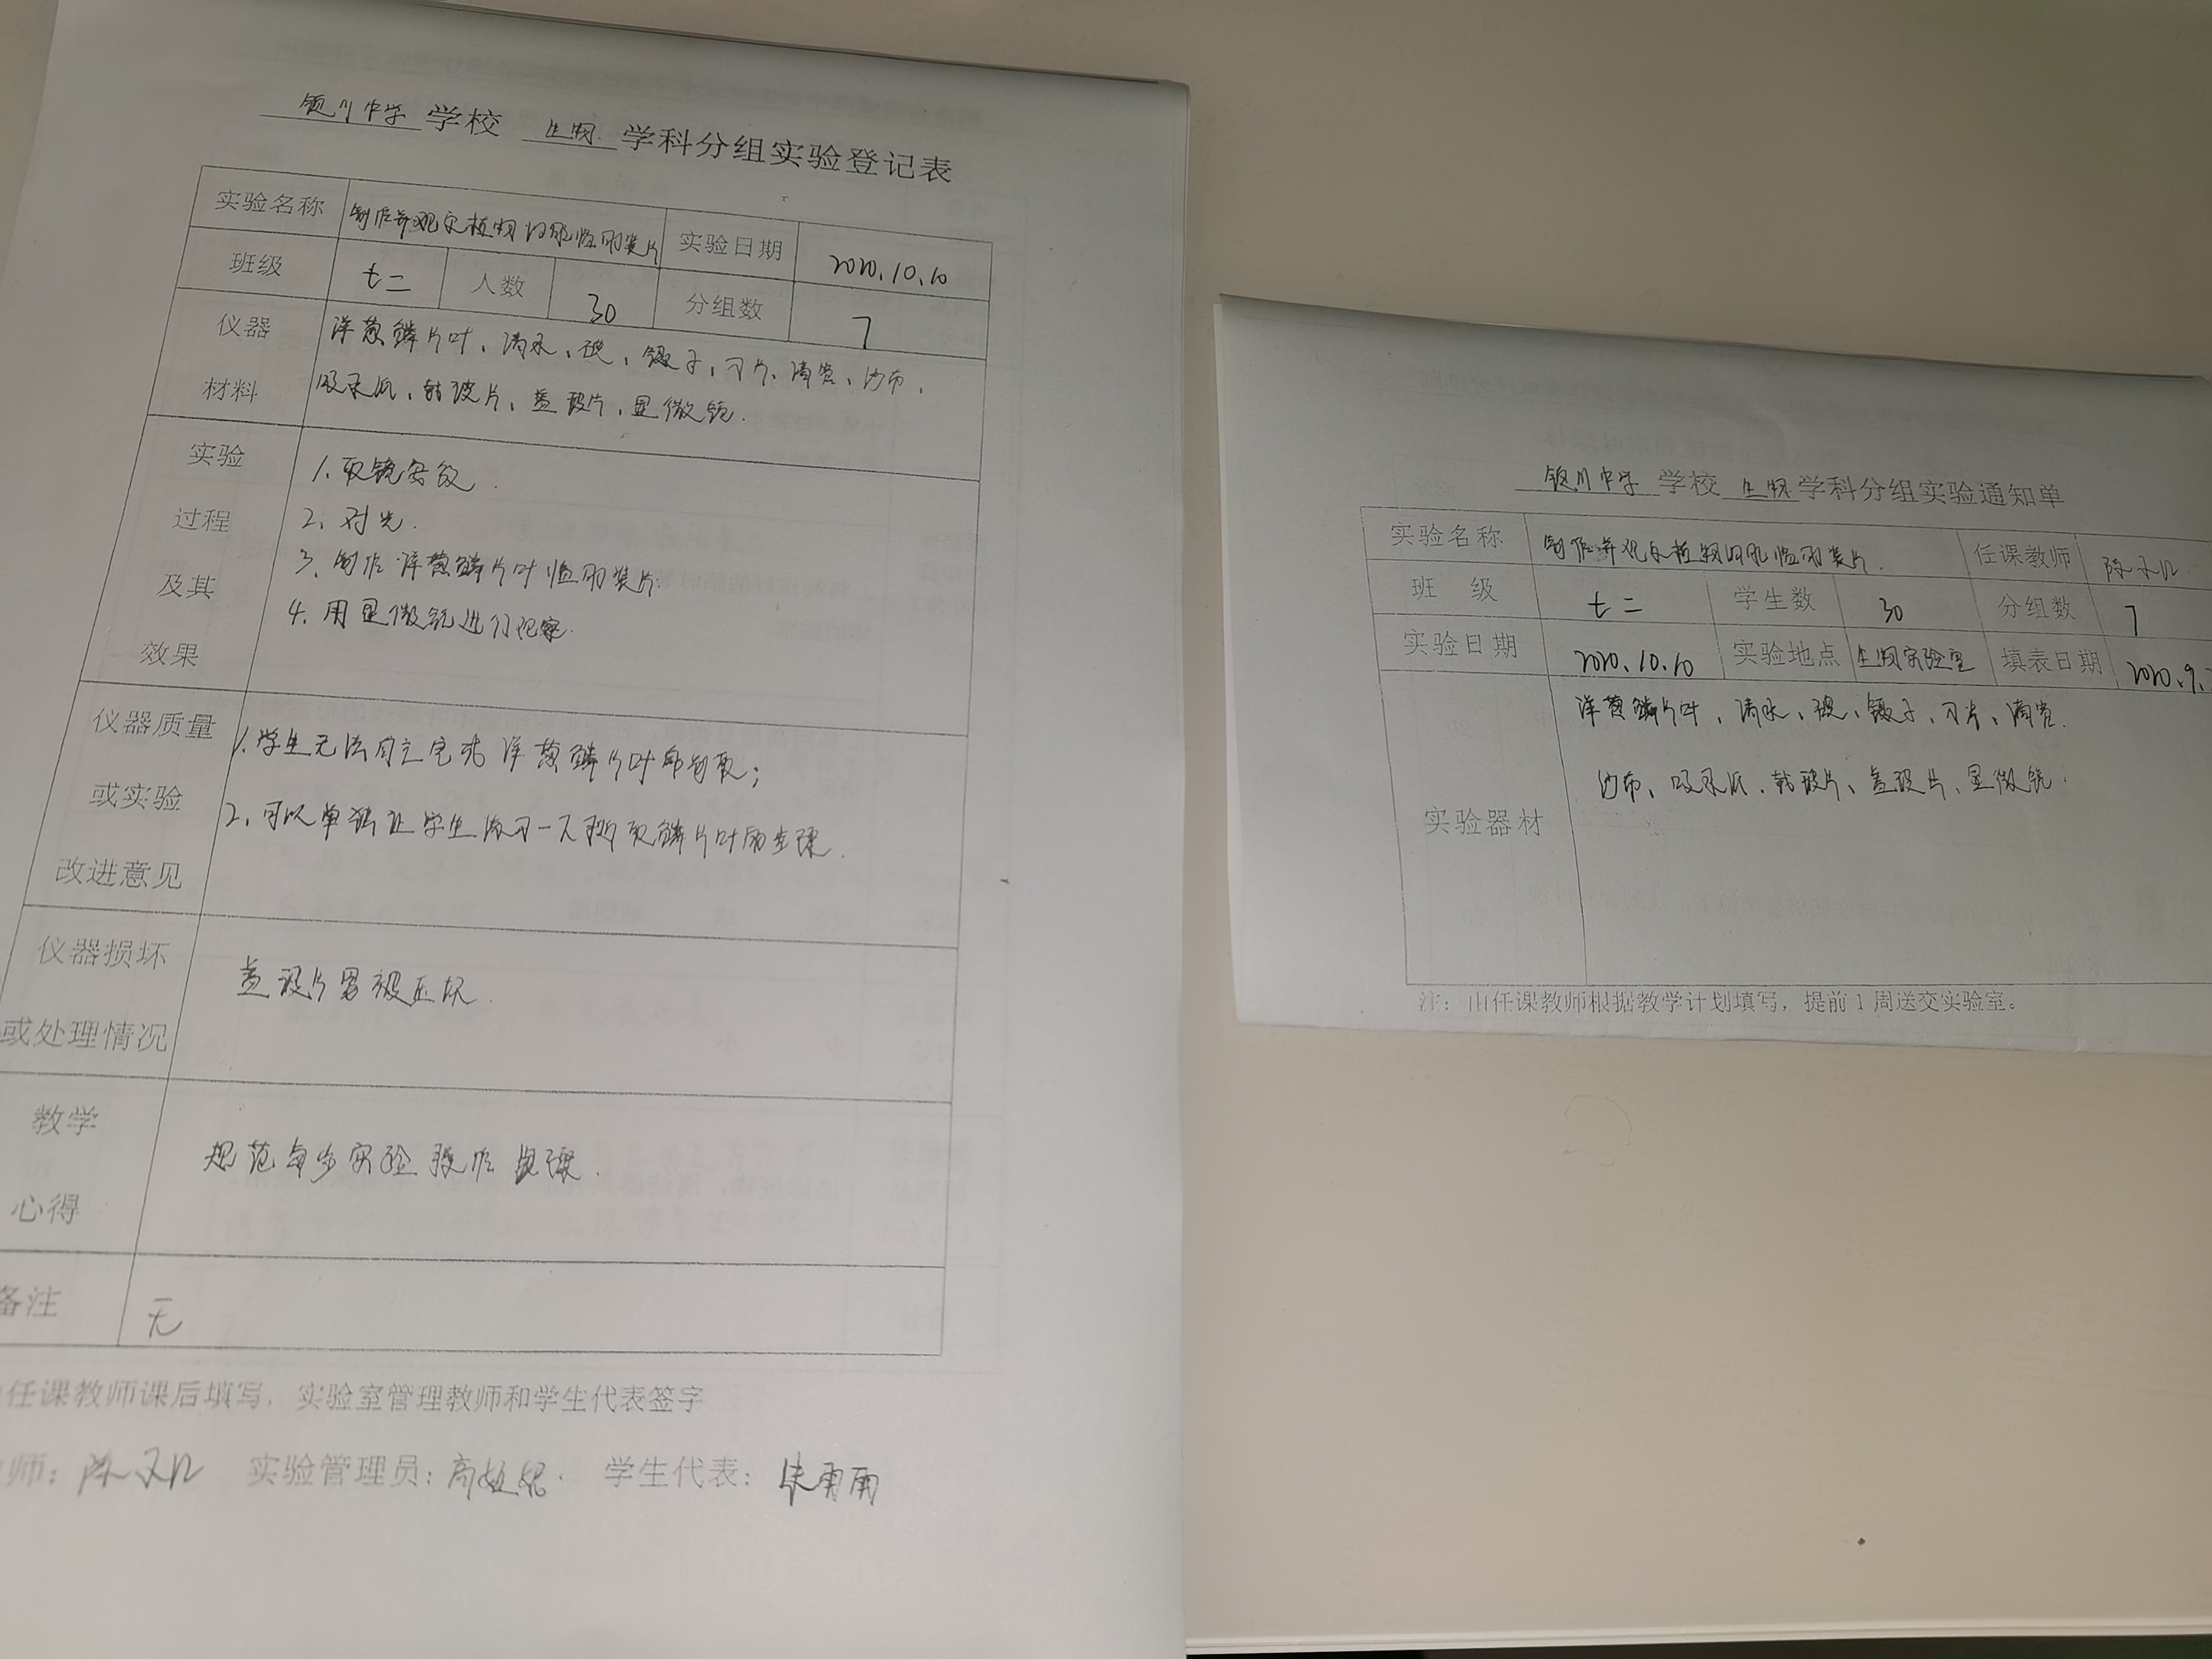 银川中学 学校 生物 学科分组实验登记表
实验名称 制作并观察植物细胞临时装片 实验日期 2020.10.10
班级 七二 人数 30 分组数 7
仪器 洋葱鳞片叶、清水、碘、镊子、刀片、滴管、纱布、
材料 吸水纸、载玻片、盖玻片、显微镜.
实验 1. 取镜安放.
过程 2. 对光.
及其 3. 制作洋葱鳞片叶临时装片.
效果 4. 用显微镜进行观察.
仪器质量 1. 学生无法自主完成洋葱鳞片叶的制取;
或实验 2. 可以单独让学生练习一下撕取鳞片叶的步骤.
改进意见
仪器损坏 盖玻片易被压坏.
或处理情况
教学 规范每步实验操作步骤.
心得
备注 无
任课教师课后填写, 实验室管理教师和学生代表签字
师: 陈 实验管理员: 高 学生代表: 朱雨雨
银川中学 学校 生物 学科分组实验通知单
实验名称 制作并观察植物细胞临时装片. 任课教师 陈
班 级 七二 学生数 30 分组数 7
实验日期 2020.10.10 实验地点 生物实验室 填表日期 2020.9.
洋葱鳞片叶、清水、碘、镊子、刀片、滴管.
纱布、吸水纸、载玻片、盖玻片、显微镜.
实验器材
注: 由任课教师根据教学计划填写, 提前1周送交实验室。